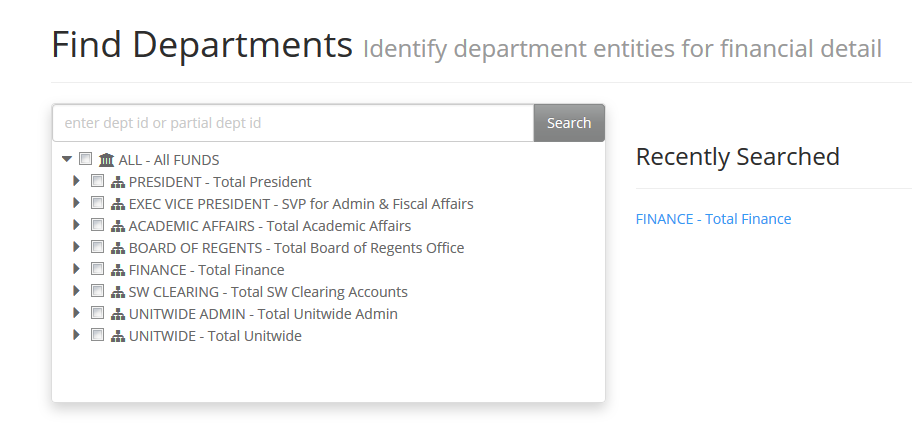 Find Departments Identify department entities for financial detail
enter dept id or partial dept id
Search
ALL - All FUNDS
PRESIDENT - Total President
EXEC VICE PRESIDENT - SVP for Admin & Fiscal Affairs
ACADEMIC AFFAIRS - Total Academic Affairs
BOARD OF REGENTS - Total Board of Regents Office
FINANCE - Total Finance
SW CLEARING - Total SW Clearing Accounts
UNITWIDE ADMIN - Total Unitwide Admin
UNITWIDE - Total Unitwide
Recently Searched
FINANCE - Total Finance